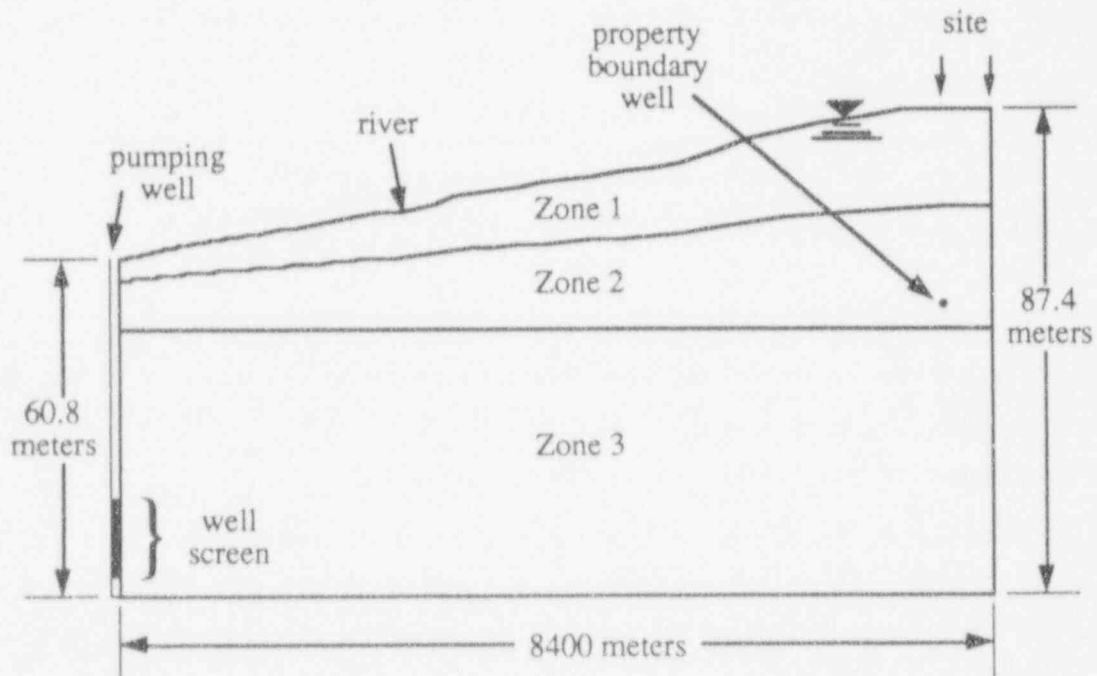 site
property
boundary
well
river
pumping
well
Zone 1
Zone 2
87.4
meters
60.8
meters
Zone 3
well
screen
8400 meters